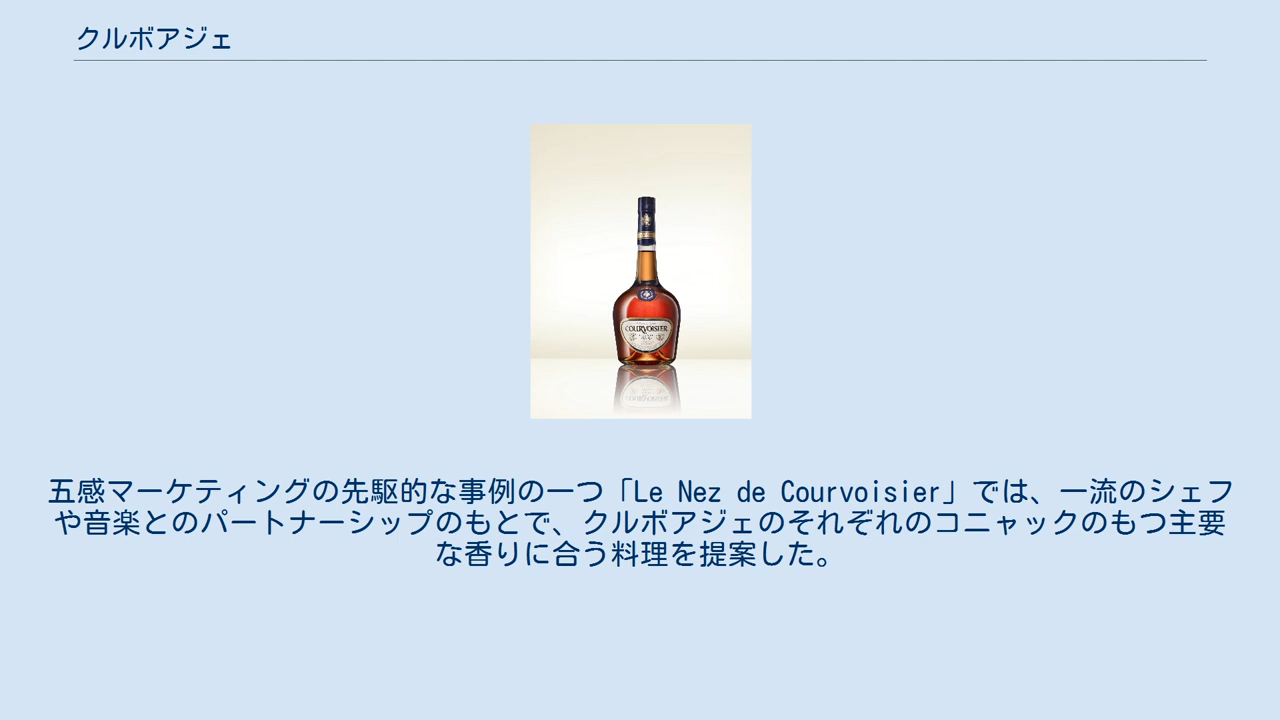 クルボアジェ
COURVOISIER
五感マーケティングの先駆的な事例の一つ「Le Nez de Courvoisier」では、一流のシェフ
や音楽とのパートナーシップのもとで、クルボアジェのそれぞれのコニャックのもつ主要
な香りに合う料理を提案した。